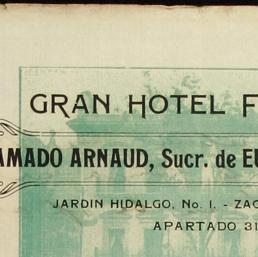 GRAN HOTEL F
AMADO ARNAUD, Sucr. de EU
JARDIN HIDALGO, No. 1. - ZAC
APARTADO 31